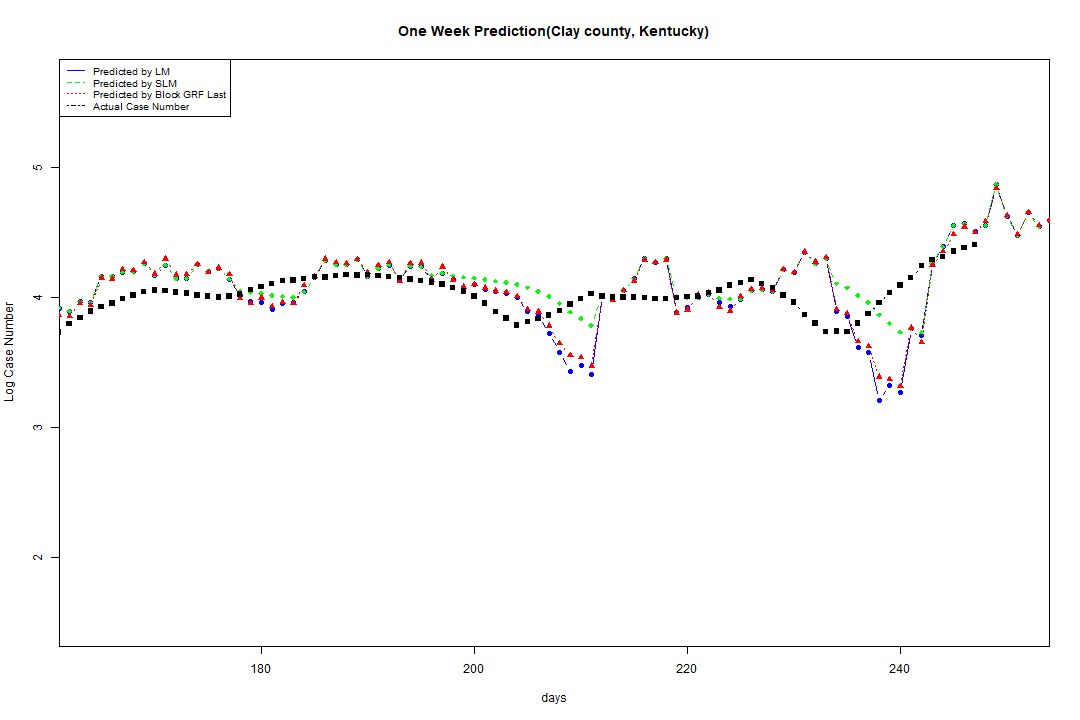 One Week Prediction(Clay county, Kentucky)
Predicted by LM
Predicted by SLM
Predicted by Block GRF Last
Actual Case Number
5
4
3
2
Log Case Number
180 200 220 240
days